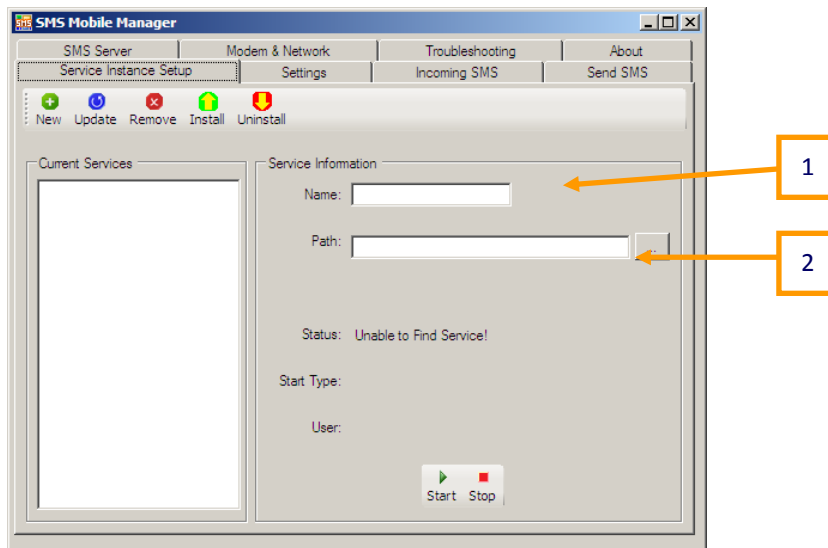 SMS Mobile Manager
SMS Server Modem & Network Troubleshooting About
Service Instance Setup Settings Incoming SMS Send SMS
New Update Remove Install Uninstall
Current Services
Service Information
Name:
1
Path: ...
2
Status: Unable to Find Service!
Start Type:
User:
Start Stop